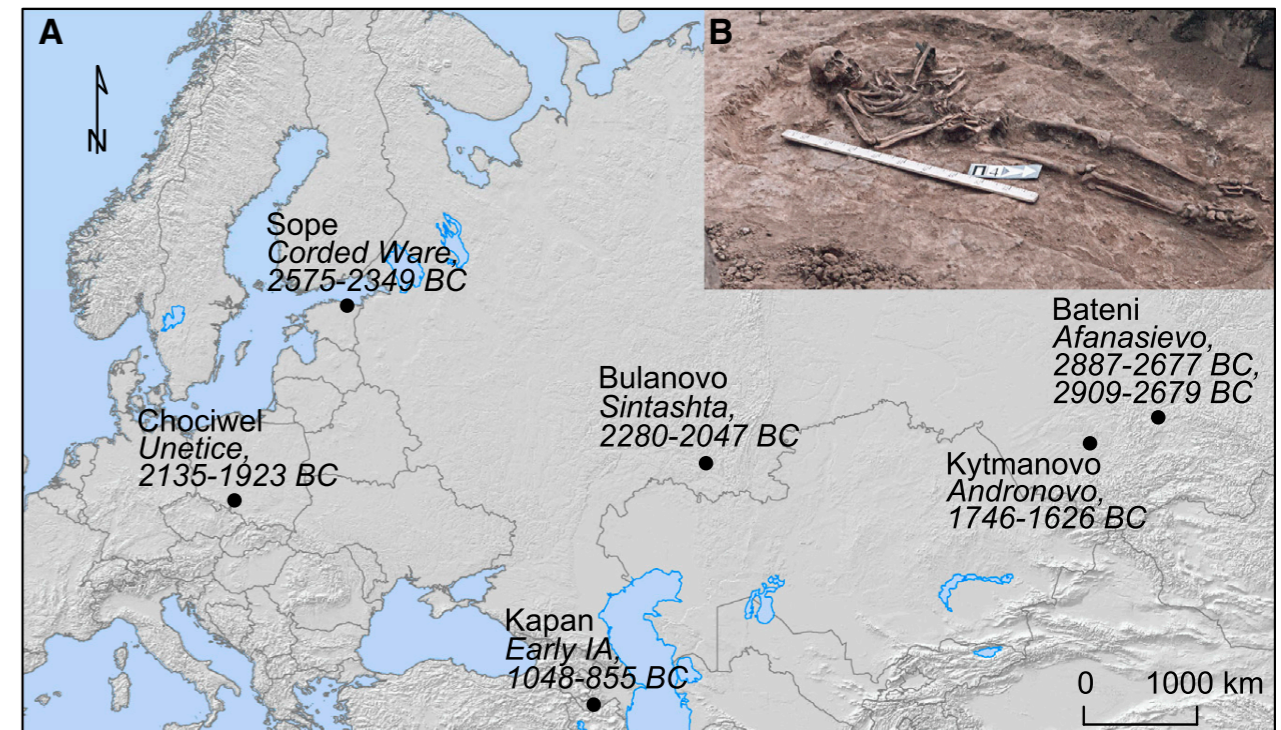 A
B
N
П4
Sope
Corded Ware,
2575-2349 BC
Bateni
Afanasievo,
2887-2677 BC,
2909-2679 BC
Bulanovo
Sintashta,
2280-2047 BC
Chociwel
Unetice,
2135-1923 BC
Kytmanovo
Andronovo,
1746-1626 BC
Kapan
Early IA,
1048-855 BC
0 1000 km